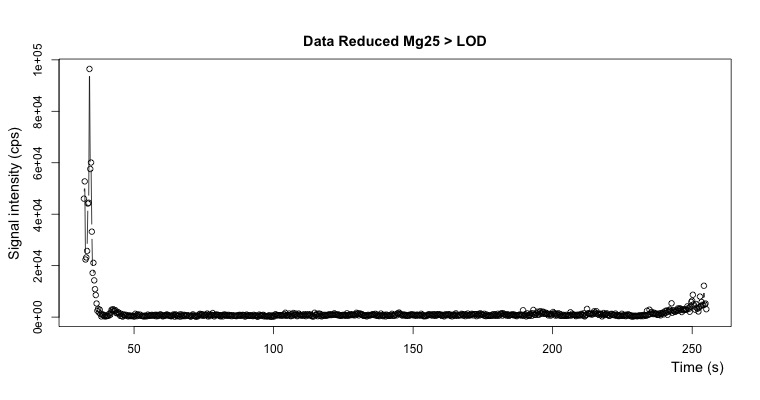 Data Reduced Mg25 > LOD
Signal intensity (cps)
1e+05
8e+04
6e+04
4e+04
2e+04
0e+00
50 100 150 200 250
Time (s)